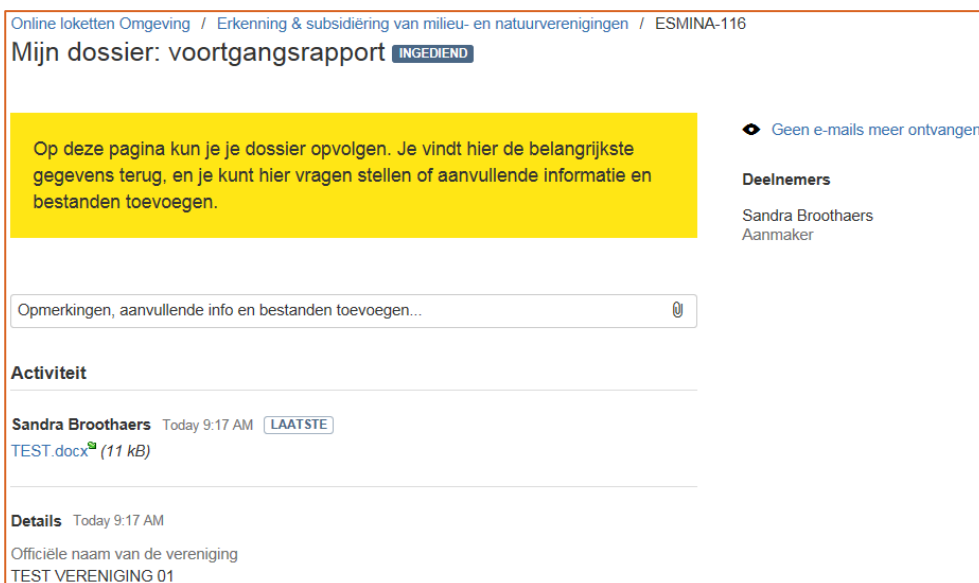 Online loketten Omgeving / Erkenning & subsidiëring van milieu- en natuurverenigingen / ESMINA-116
Mijn dossier: voortgangsrapport INGEDIEND
Op deze pagina kun je je dossier opvolgen. Je vindt hier de belangrijkste
gegevens terug, en je kunt hier vragen stellen of aanvullende informatie en
bestanden toevoegen.
Geen e-mails meer ontvangen
Deelnemers
Sandra Broothaers
Aanmaker
Opmerkingen, aanvullende info en bestanden toevoegen...
Activiteit
Sandra Broothaers Today 9:17 AM LAATSTE
TEST.docx (11 kB)
Details Today 9:17 AM
Officiële naam van de vereniging
TEST VERENIGING 01